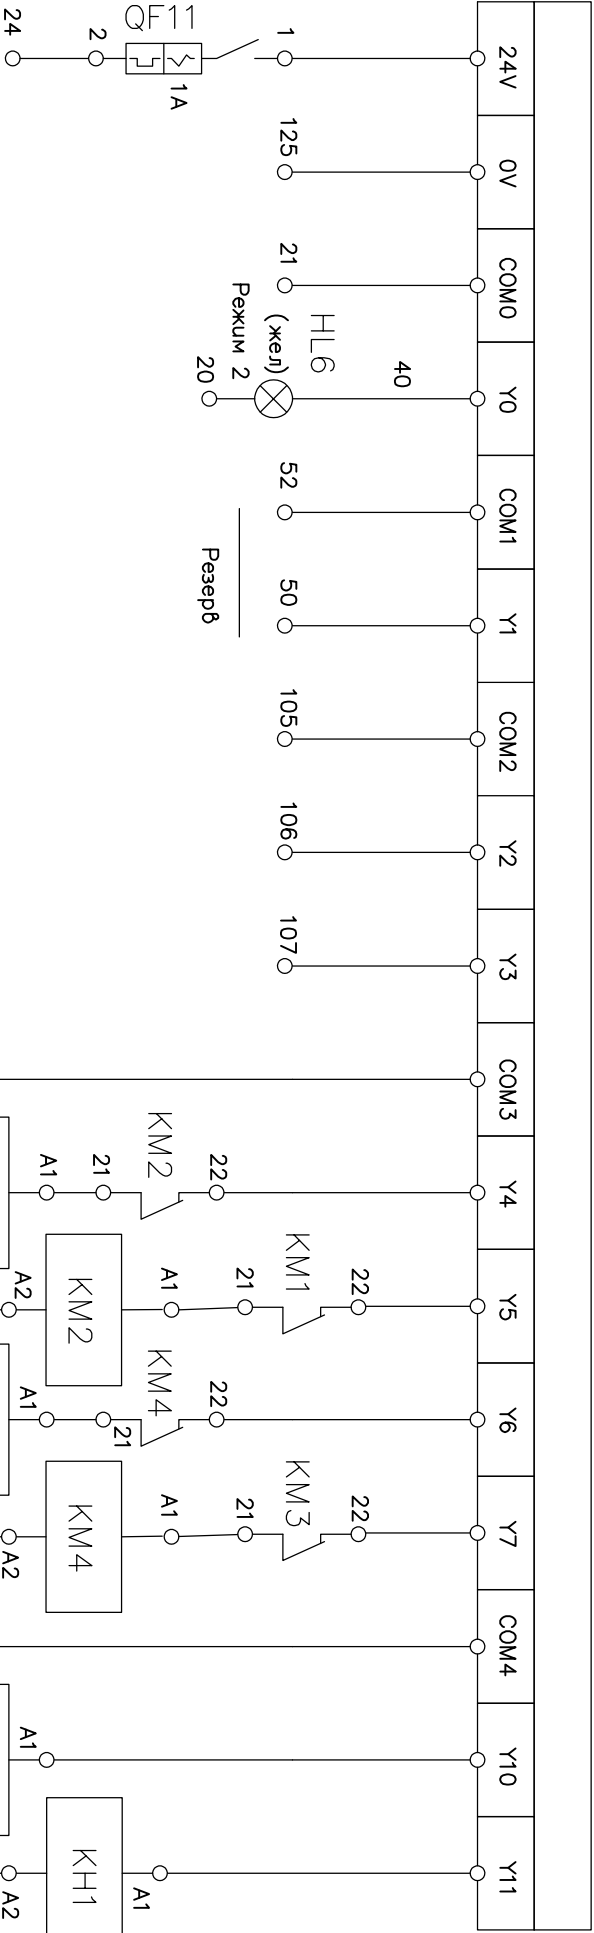 24V
0V
COM0
Y0
COM1
Y1
COM2
Y2
Y3
COM3
Y4
Y5
Y6
Y7
COM4
Y10
Y11
1
QF11
1A
2
24
125
21
40
HL6
(жел)
Режим 2
20
52
50
Резерв
105
106
107
22
KM2
21
A1
22
KM1
21
A1
KM2
A2
22
KM4
21
A1
22
KM3
21
A1
KM4
A2
A1
A1
KH1
A2